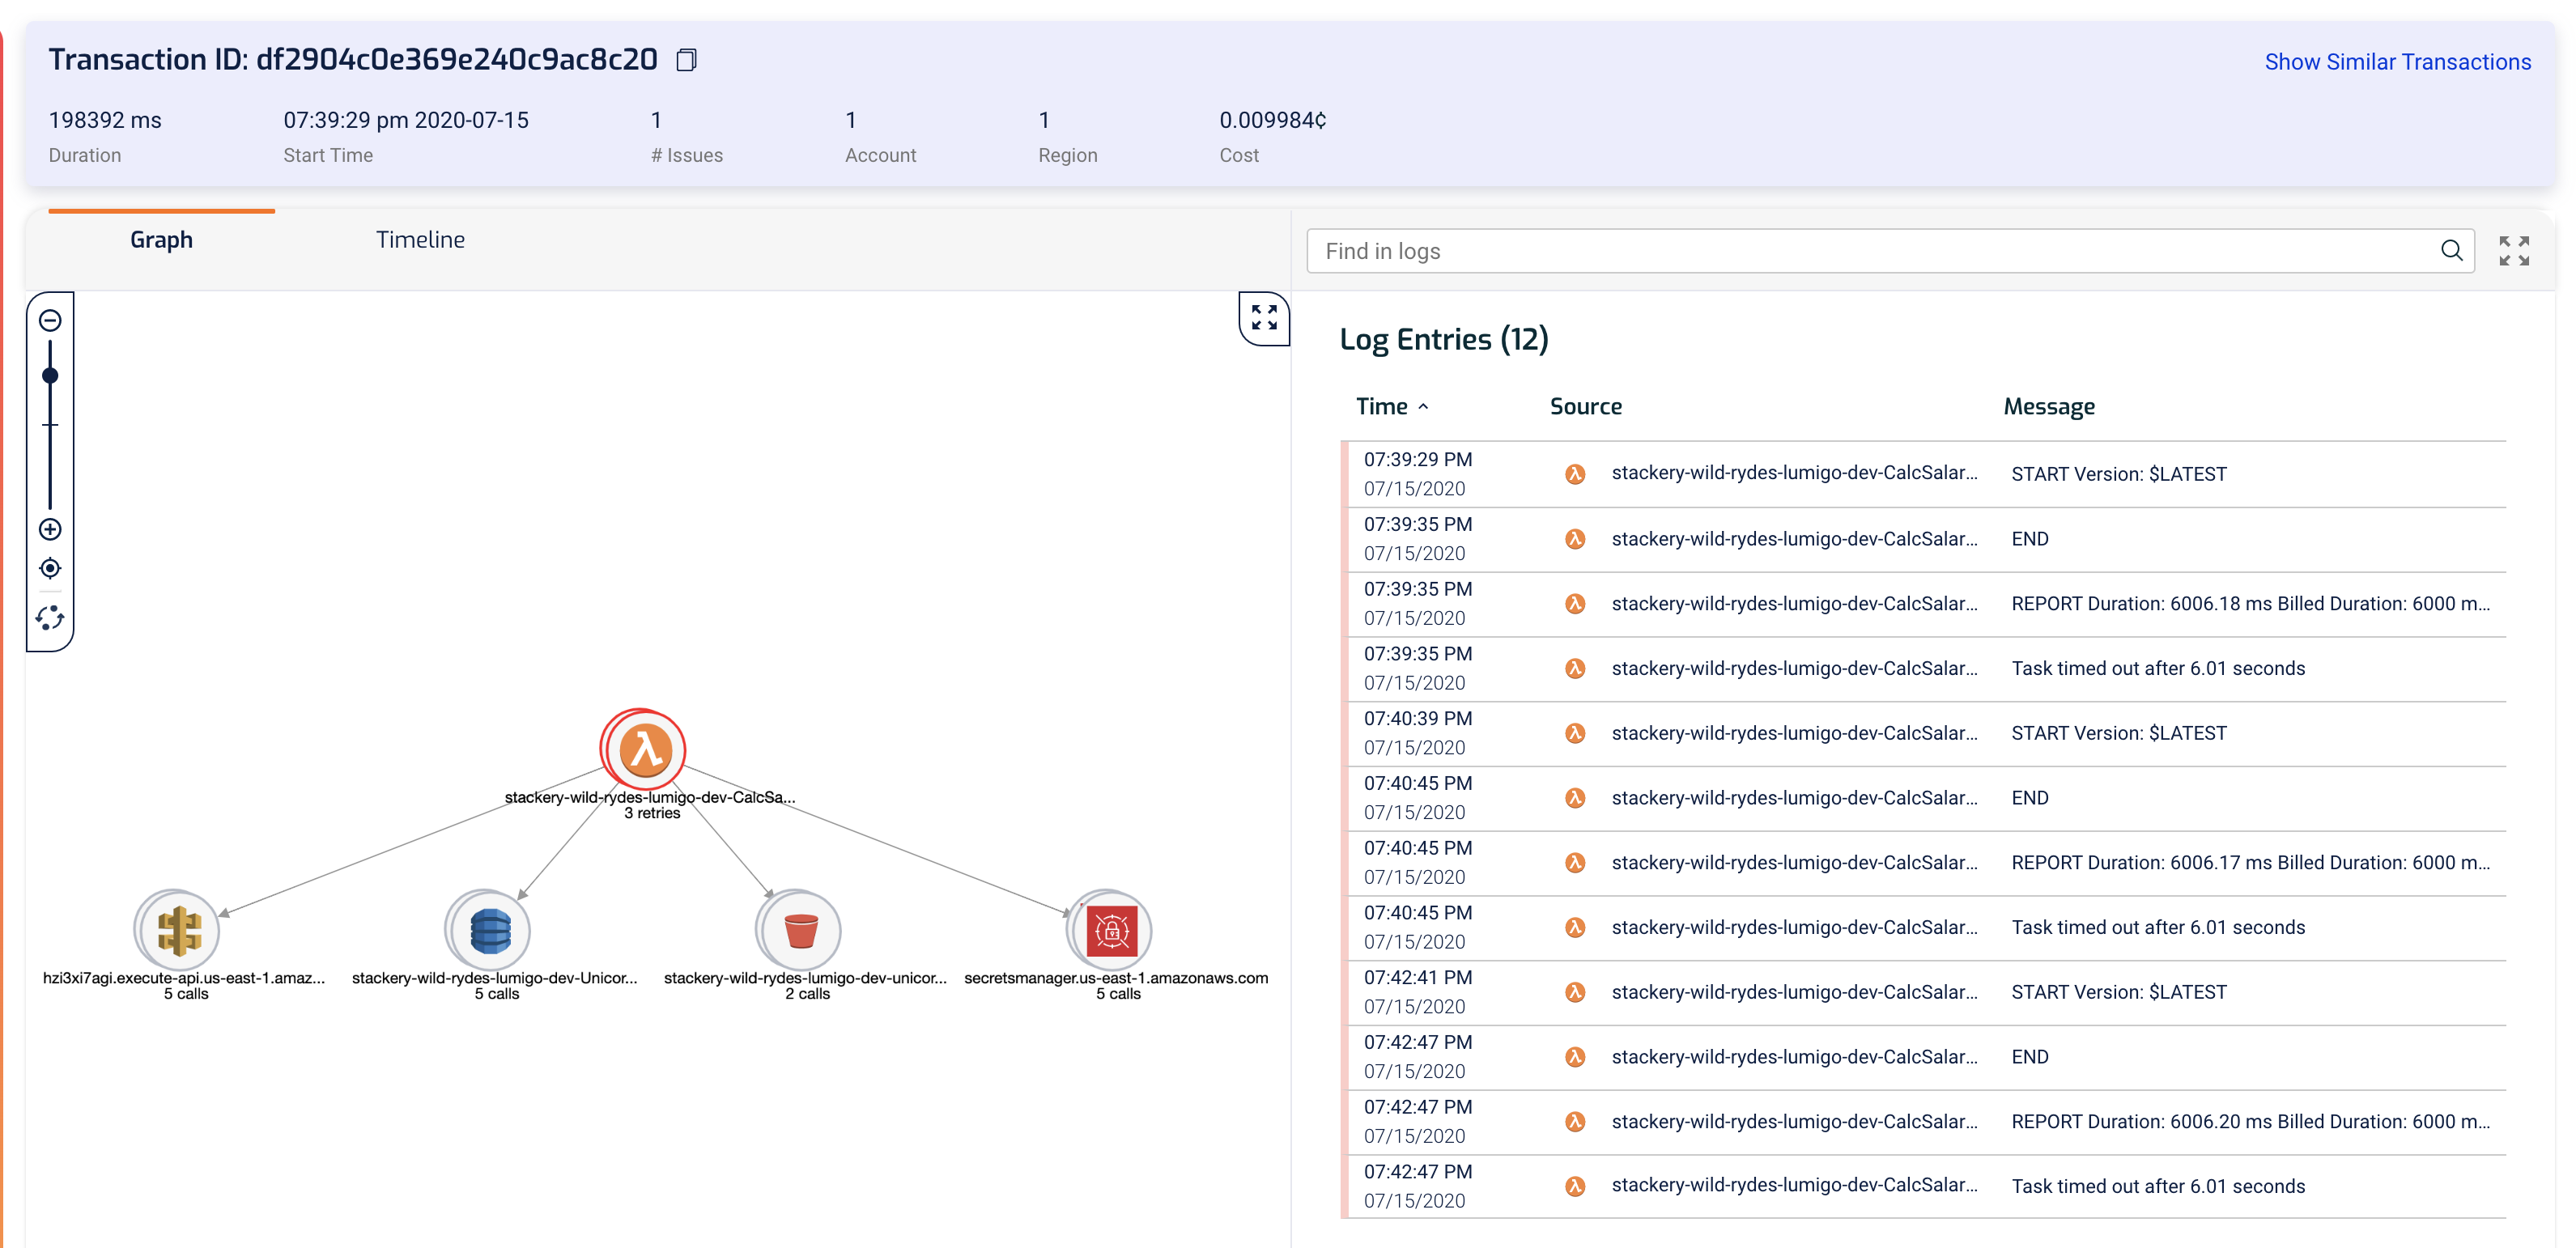 Transaction ID: df2904c0e369e240c9ac8c20
Show Similar Transactions
198392 ms
07:39:29 pm 2020-07-15
1
1
1
0.009984¢
Duration
Start Time
# Issues
Account
Region
Cost
Graph
Timeline
Find in logs
stackery-wild-rydes-lumigo-dev-CalcSa...
3 retries
hzi3xi7agi.execute-api.us-east-1.amaz...
5 calls
stackery-wild-rydes-lumigo-dev-Unicor...
5 calls
stackery-wild-rydes-lumigo-dev-unicor...
2 calls
secretsmanager.us-east-1.amazonaws.com
5 calls
Log Entries (12)
Time
Source
Message
07:39:29 PM
07/15/2020
stackery-wild-rydes-lumigo-dev-CalcSalar...
START Version: $LATEST
07:39:35 PM
07/15/2020
stackery-wild-rydes-lumigo-dev-CalcSalar...
END
07:39:35 PM
07/15/2020
stackery-wild-rydes-lumigo-dev-CalcSalar...
REPORT Duration: 6006.18 ms Billed Duration: 6000 m...
07:39:35 PM
07/15/2020
stackery-wild-rydes-lumigo-dev-CalcSalar...
Task timed out after 6.01 seconds
07:40:39 PM
07/15/2020
stackery-wild-rydes-lumigo-dev-CalcSalar...
START Version: $LATEST
07:40:45 PM
07/15/2020
stackery-wild-rydes-lumigo-dev-CalcSalar...
END
07:40:45 PM
07/15/2020
stackery-wild-rydes-lumigo-dev-CalcSalar...
REPORT Duration: 6006.17 ms Billed Duration: 6000 m...
07:40:45 PM
07/15/2020
stackery-wild-rydes-lumigo-dev-CalcSalar...
Task timed out after 6.01 seconds
07:42:41 PM
07/15/2020
stackery-wild-rydes-lumigo-dev-CalcSalar...
START Version: $LATEST
07:42:47 PM
07/15/2020
stackery-wild-rydes-lumigo-dev-CalcSalar...
END
07:42:47 PM
07/15/2020
stackery-wild-rydes-lumigo-dev-CalcSalar...
REPORT Duration: 6006.20 ms Billed Duration: 6000 m...
07:42:47 PM
07/15/2020
stackery-wild-rydes-lumigo-dev-CalcSalar...
Task timed out after 6.01 seconds